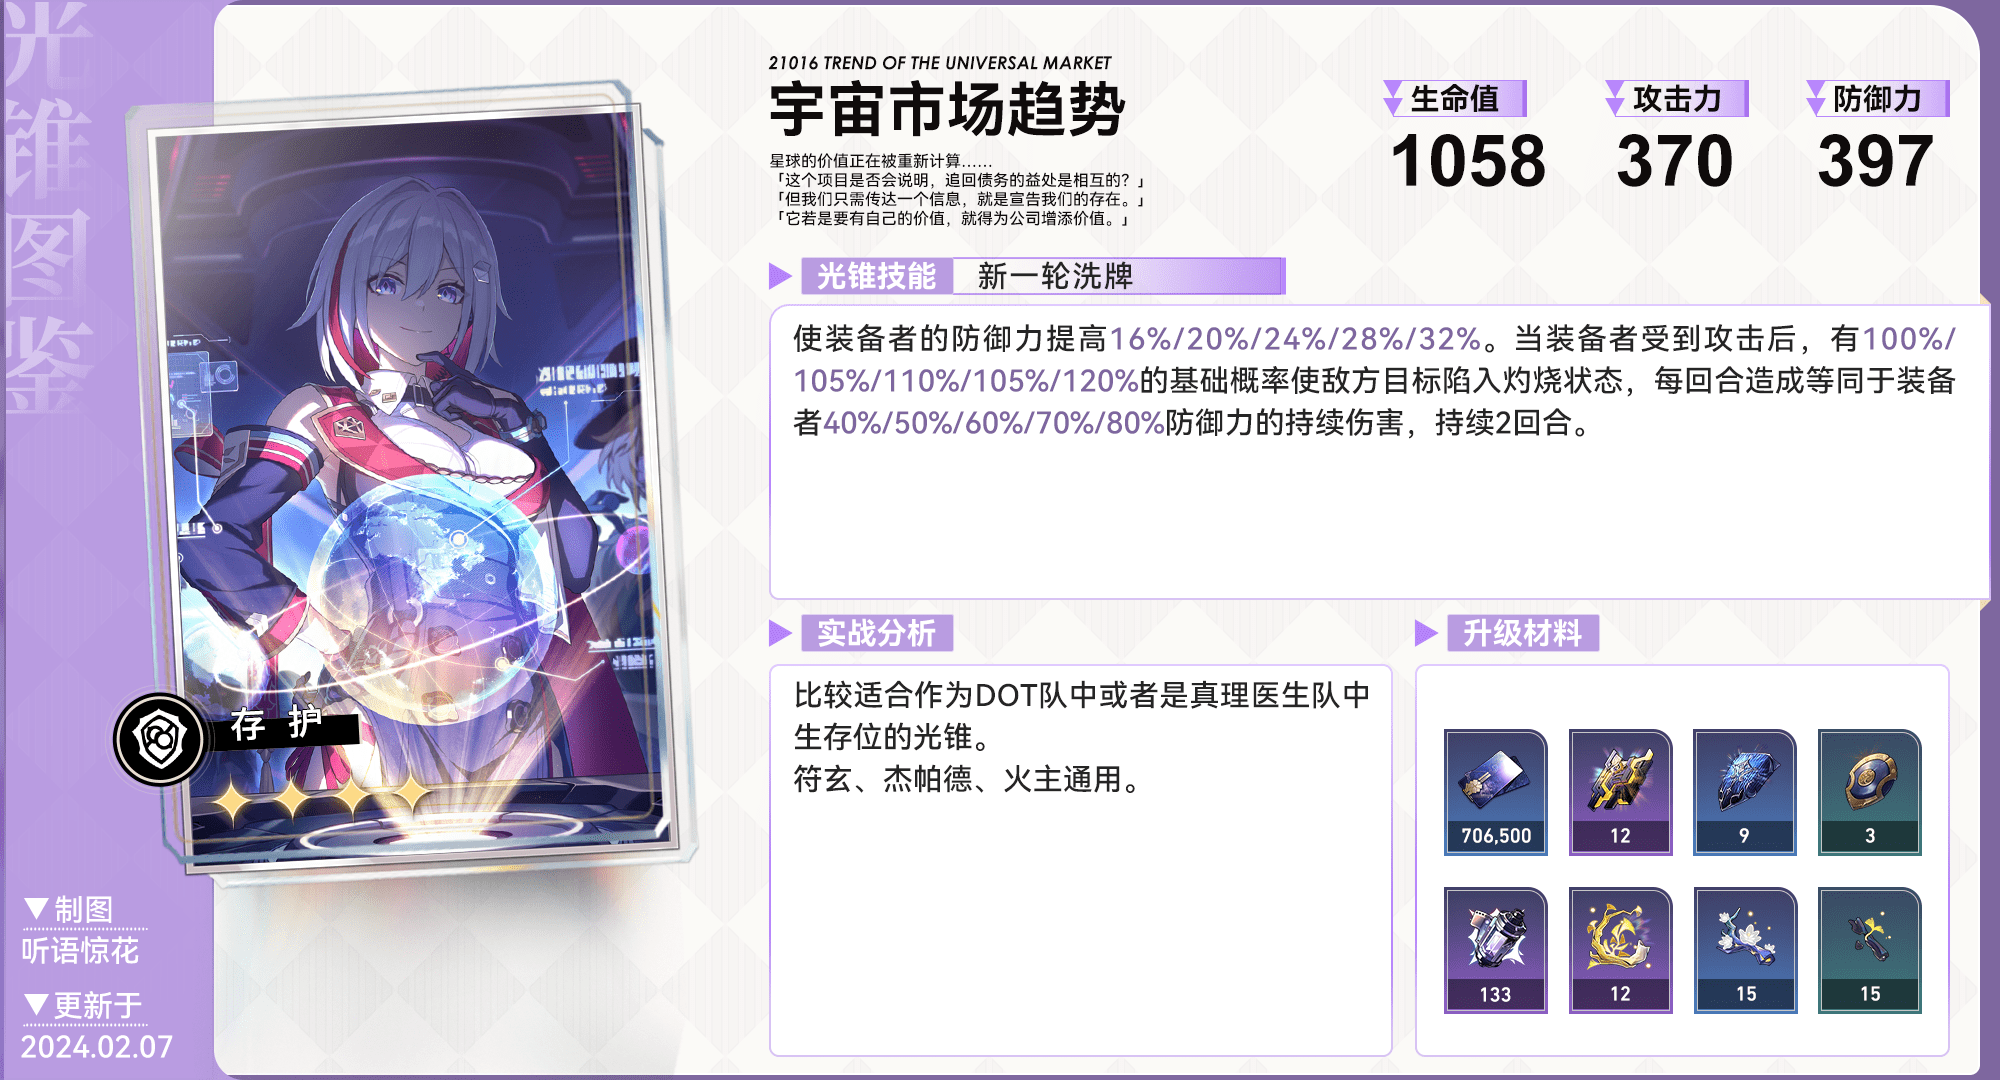 光锥图鉴
21016 TREND OF THE UNIVERSAL MARKET
宇宙市场趋势
星球的价值正在被重新计算……
「这个项目是否会说明，追回债务的益处是相互的？」
「但我们只需传达一个信息，就是宣告我们的存在。」
「它若是要有自己的价值，就得为公司增添价值。」
生命值 攻击力 防御力
1058 370 397
光锥技能 新一轮洗牌
使装备者的防御力提高16%/20%/24%/28%/32%。当装备者受到攻击后，有100%/
105%/110%/105%/120%的基础概率使敌方目标陷入灼烧状态，每回合造成等同于装备
者40%/50%/60%/70%/80%防御力的持续伤害，持续2回合。
存护
实战分析
比较适合作为DOT队中或者是真理医生队中
生存位的光锥。
符玄、杰帕德、火主通用。
升级材料
706,500 12 9 3
133 12 15 15
制图
听语惊花
更新于
2024.02.07